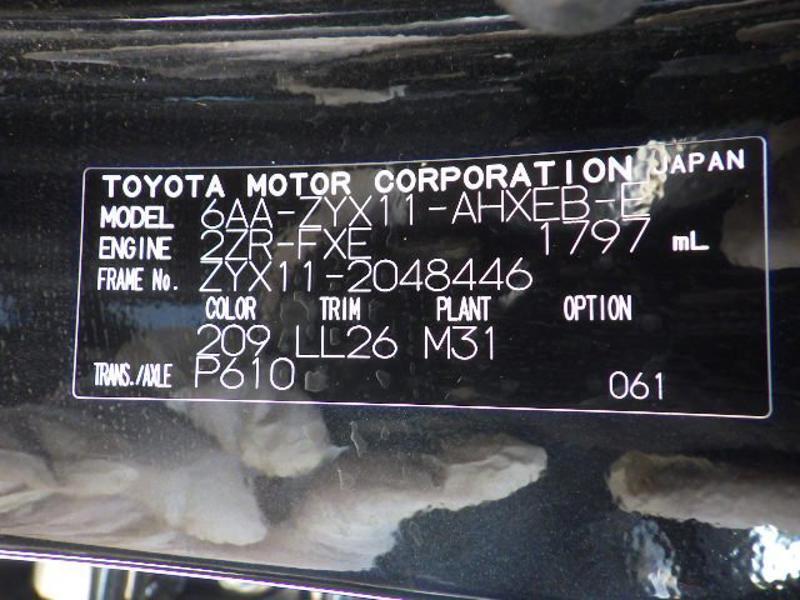 TOYOTA MOTOR CORPORATION JAPAN
MODEL 6AA-ZYX11-AHXEB-E
ENGINE 2ZR-FXE 1797 mL
FRAME No. ZYX11-2048446
COLOR TRIM PLANT OPTION
209 LL26 M31
TRANS./AXLE P610 061